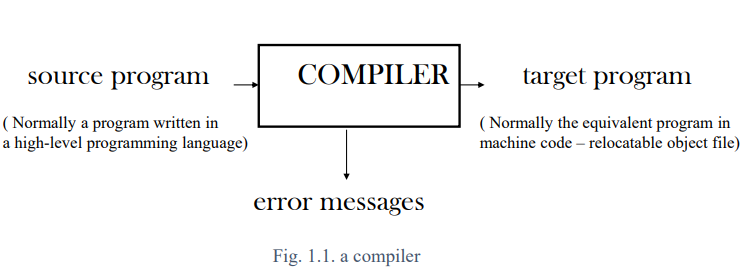 source program
COMPILER
target program
( Normally a program written in
a high-level programming language)
( Normally the equivalent program in
machine code – relocatable object file)
error messages
Fig. 1.1. a compiler